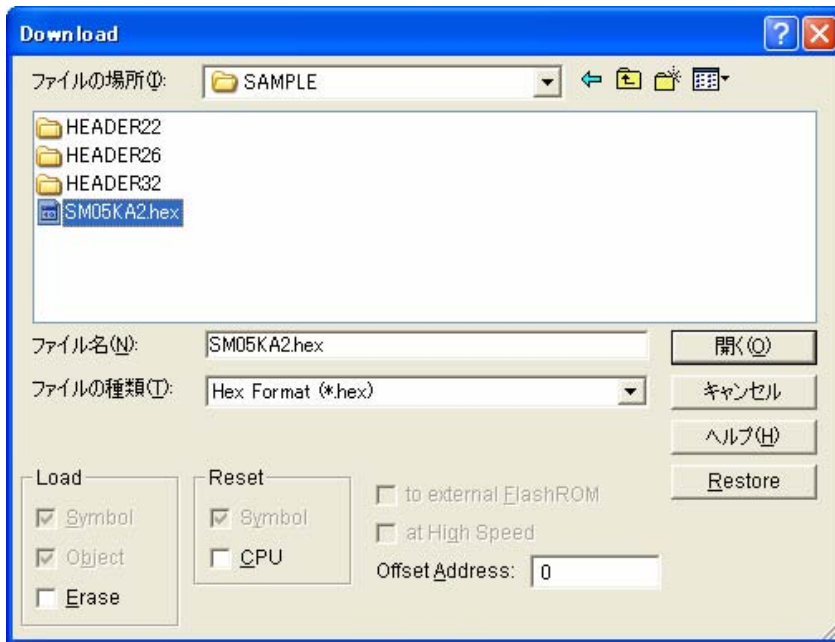 Download
ファイルの場所(I):
SAMPLE
HEADER22
HEADER26
HEADER32
SM05KA2.hex
ファイル名(N):
SM05KA2.hex
開く(O)
ファイルの種類(T):
Hex Format (*.hex)
キャンセル
ヘルプ(H)
Restore
Load
Symbol
Object
Erase
Reset
Symbol
CPU
to external FlashROM
at High Speed
Offset Address:
0